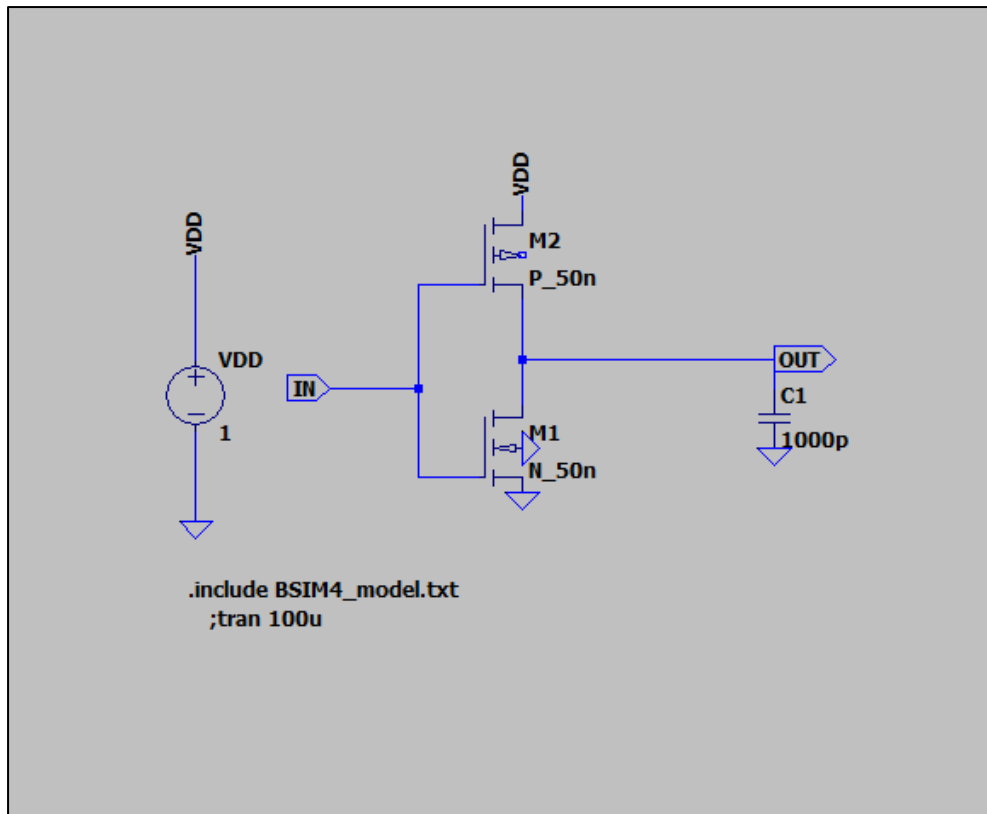 VDD
VDD
M2
P_50n
VDD
1
IN
OUT
C1
1000p
M1
N_50n
.include BSIM4_model.txt
;tran 100u